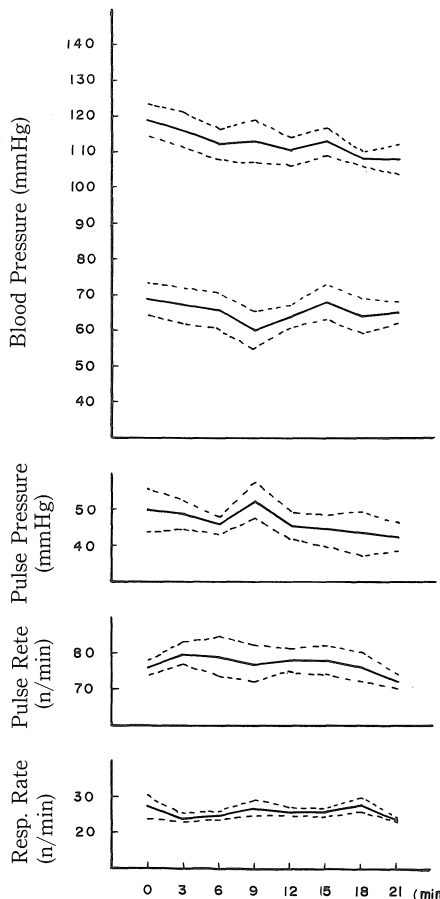 Blood Pressure (mmHg)
140
130
120
110
100
90
80
70
60
50
40
Pulse Pressure
(mmHg)
50
40
Pulse Rete
(n/min)
80
70
Resp. Rate
(n/min)
30
20
0 3 6 9 12 15 18 21 (min